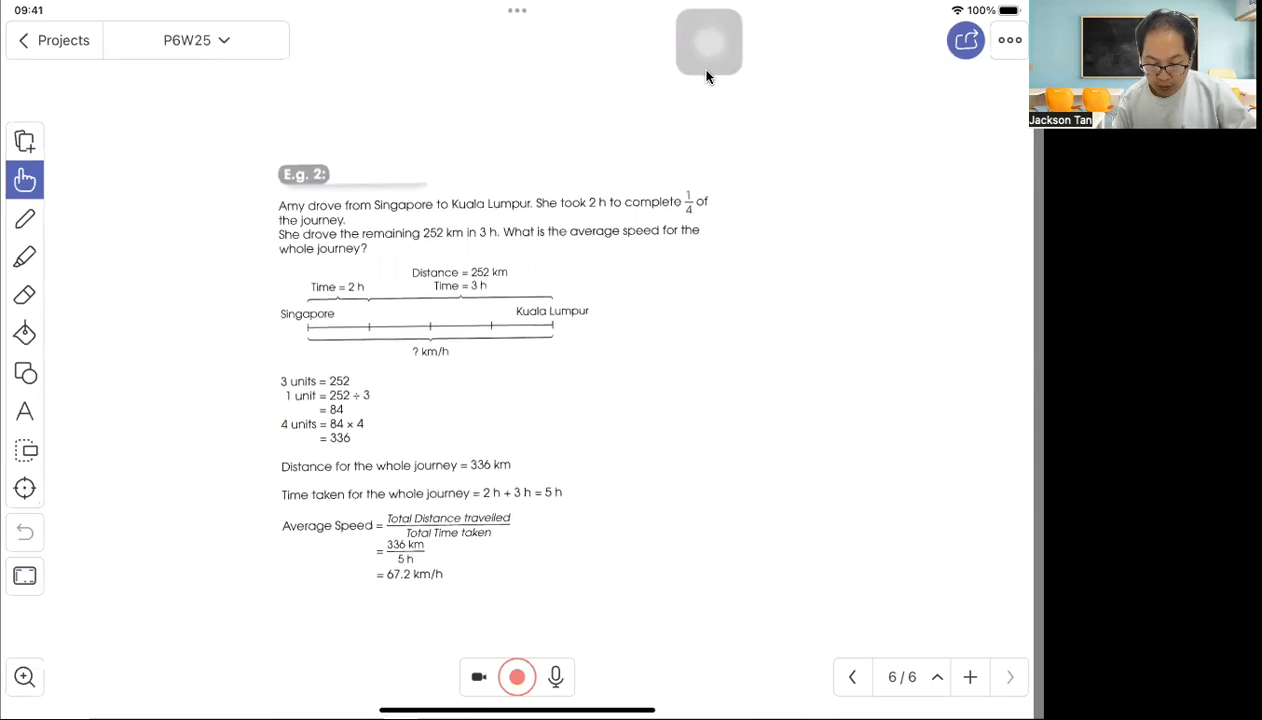 09:41
100%
Projects
P6W25
Jackson Tan
E.g. 2:
Amy drove from Singapore to Kuala Lumpur. She took 2 h to complete 1/4 of
the journey.
She drove the remaining 252 km in 3 h. What is the average speed for the
whole journey?
Distance = 252 km
Time = 2 h
Time = 3 h
Singapore
Kuala Lumpur
? km/h
3 units = 252
1 unit = 252 ÷ 3
= 84
4 units = 84 × 4
= 336
Distance for the whole journey = 336 km
Time taken for the whole journey = 2 h + 3 h = 5 h
Average Speed = Total Distance travelled
Total Time taken
= 336 km
5 h
= 67.2 km/h
A
6 / 6